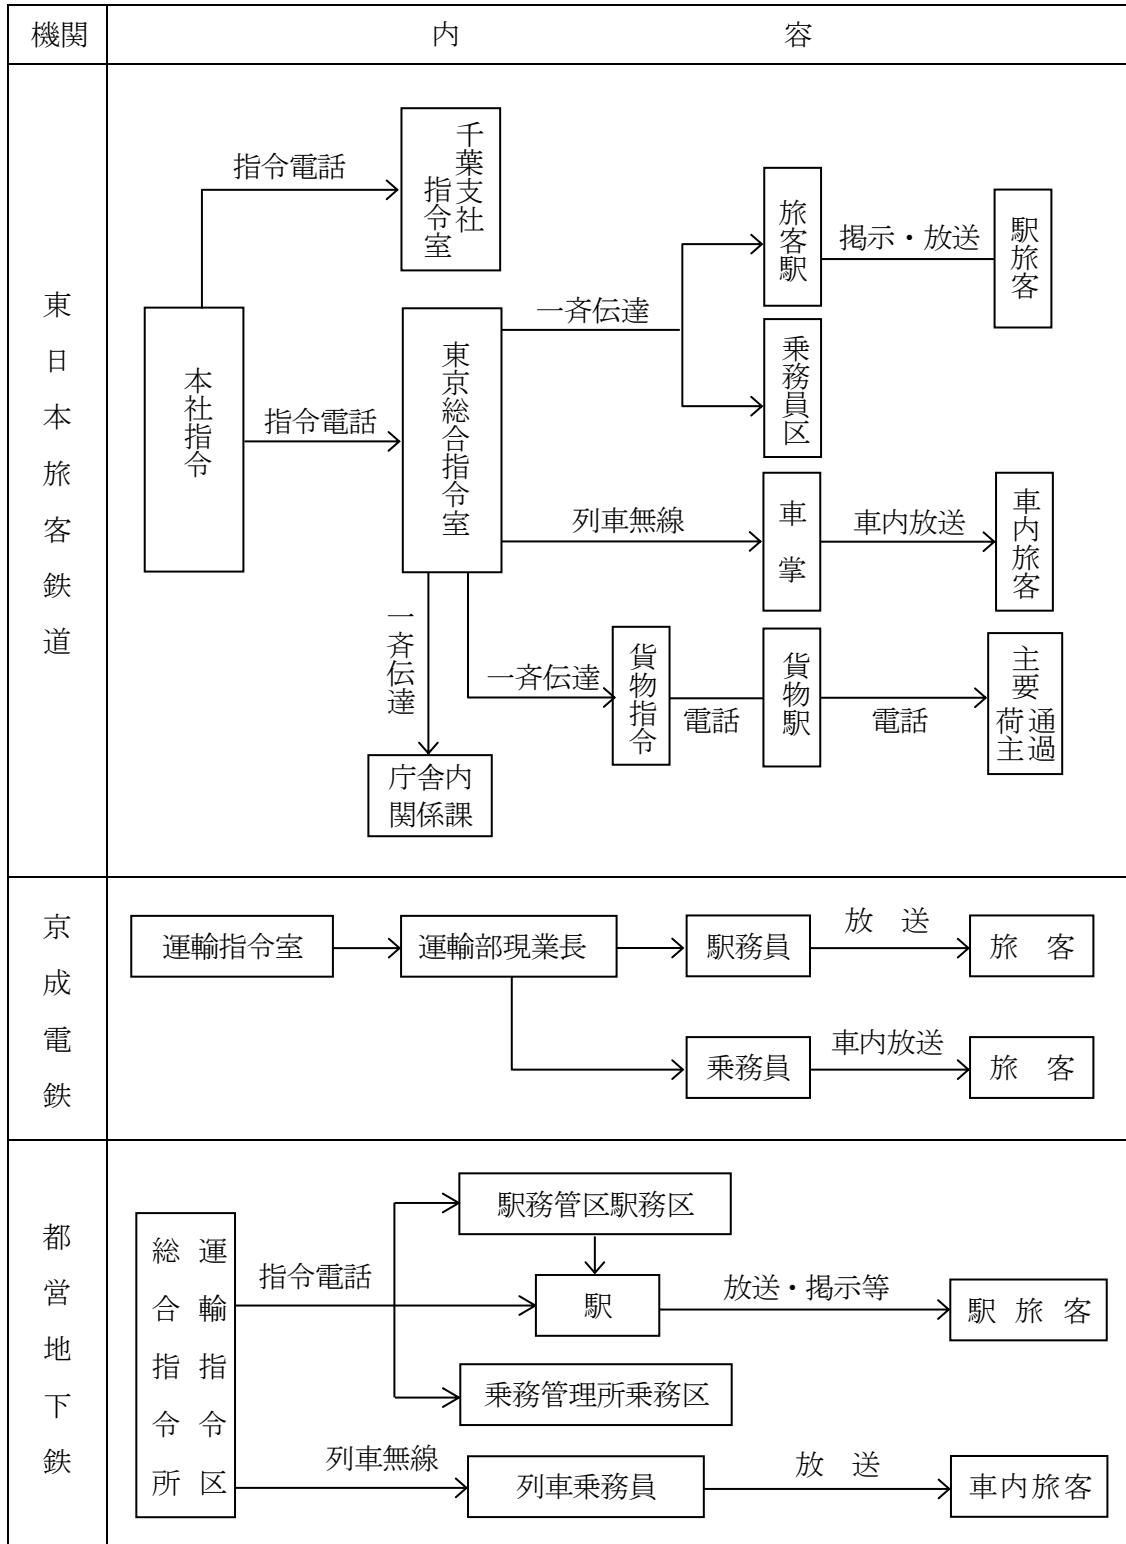 機関
内容
東日本旅客鉄道
指令電話
千葉支社
指令室
本社指令
指令電話
東京総合指令室
一斉伝達
旅客駅
掲示・放送
駅旅客
乗務員区
列車無線
車掌
車内放送
車内旅客
一斉伝達
一斉伝達
貨物指令
電話
貨物駅
電話
主要
通過
荷主
庁舎内
関係課
京成電鉄
運輸指令室
運輸部現業長
駅務員
放送
旅客
乗務員
車内放送
旅客
都営地下鉄
運輸指令区
総合指令所
指令電話
駅務管区駅務区
駅
放送・掲示等
駅旅客
乗務管理所乗務区
列車無線
列車乗務員
放送
車内旅客